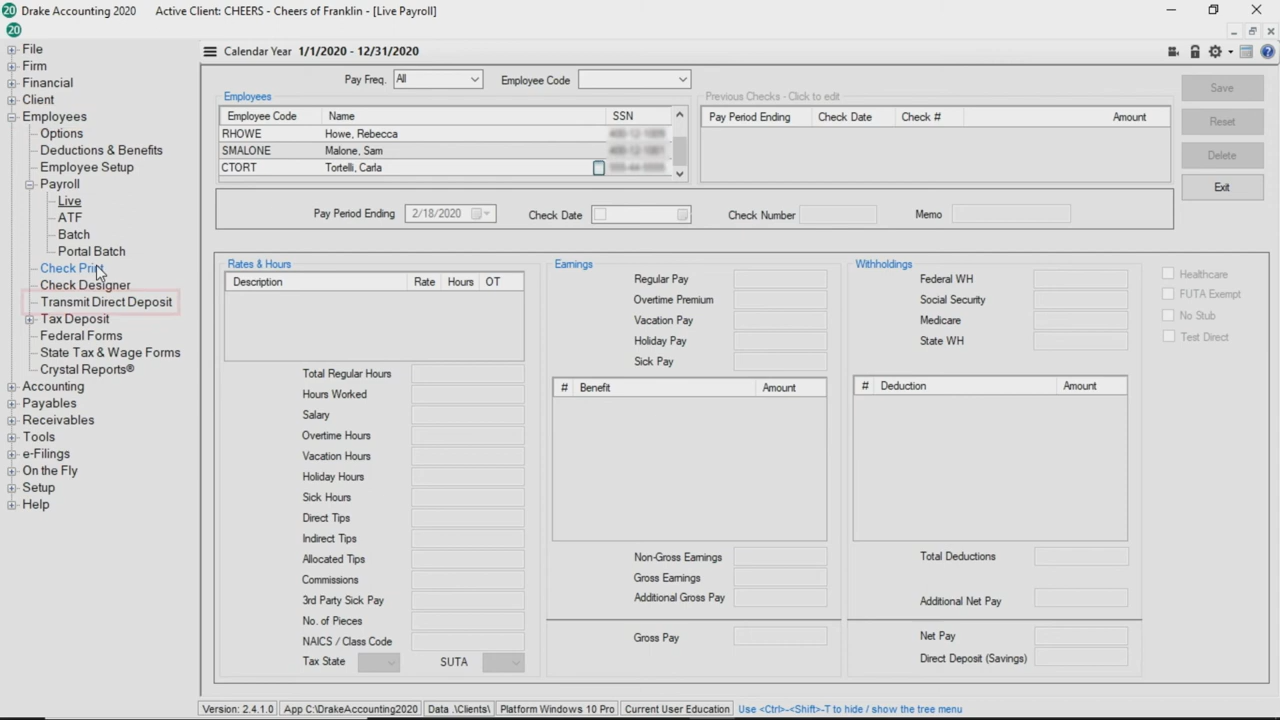 20 Drake Accounting 2020 Active Client: CHEERS - Cheers of Franklin - [Live Payroll]
20
File
Firm
Financial
Client
Employees
Options
Deductions & Benefits
Employee Setup
Payroll
Live
ATF
Batch
Portal Batch
Check Print
Check Designer
Transmit Direct Deposit
Tax Deposit
Federal Forms
State Tax & Wage Forms
Crystal Reports®
Accounting
Payables
Receivables
Tools
e-Filings
On the Fly
Setup
Help
Calendar Year 1/1/2020 - 12/31/2020
Pay Freq. All Employee Code
Employees
Employee Code Name SSN
RHOWE Howe, Rebecca
SMALONE Malone, Sam
CTORT Tortelli, Carla
Previous Checks - Click to edit
Pay Period Ending Check Date Check # Amount
Save
Reset
Delete
Exit
Pay Period Ending 2/18/2020 Check Date Check Number Memo
Rates & Hours
Description Rate Hours OT
Total Regular Hours
Hours Worked
Salary
Overtime Hours
Vacation Hours
Holiday Hours
Sick Hours
Direct Tips
Indirect Tips
Allocated Tips
Commissions
3rd Party Sick Pay
No. of Pieces
NAICS / Class Code
Tax State SUTA
Earnings
Regular Pay
Overtime Premium
Vacation Pay
Holiday Pay
Sick Pay
# Benefit Amount
Non-Gross Earnings
Gross Earnings
Additional Gross Pay
Gross Pay
Withholdings
Federal WH
Social Security
Medicare
State WH
# Deduction Amount
Total Deductions
Additional Net Pay
Net Pay
Direct Deposit (Savings)
Healthcare
FUTA Exempt
No Stub
Test Direct
Version: 2.4.1.0 App C:\DrakeAccounting2020 Data .\Clients\ Platform Windows 10 Pro Current User Education Use <Ctrl>-<Shift>-T to hide / show the tree menu